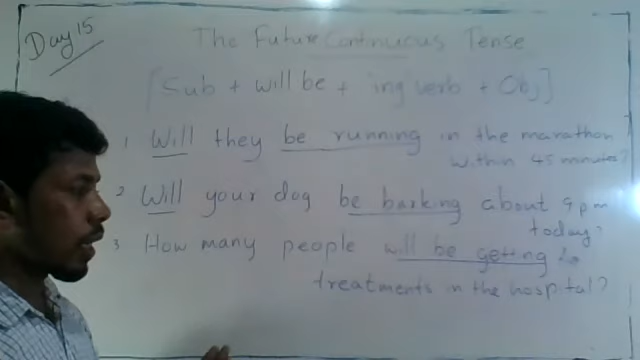 Day 15
The Future Continuous Tense
[Sub + will be + 'ing' verb + Obj]
1 Will they be running in the marathon
within 45 minutes?
2 Will your dog be barking about 9 pm
today?
3 How many people will be getting
treatments in the hospital?